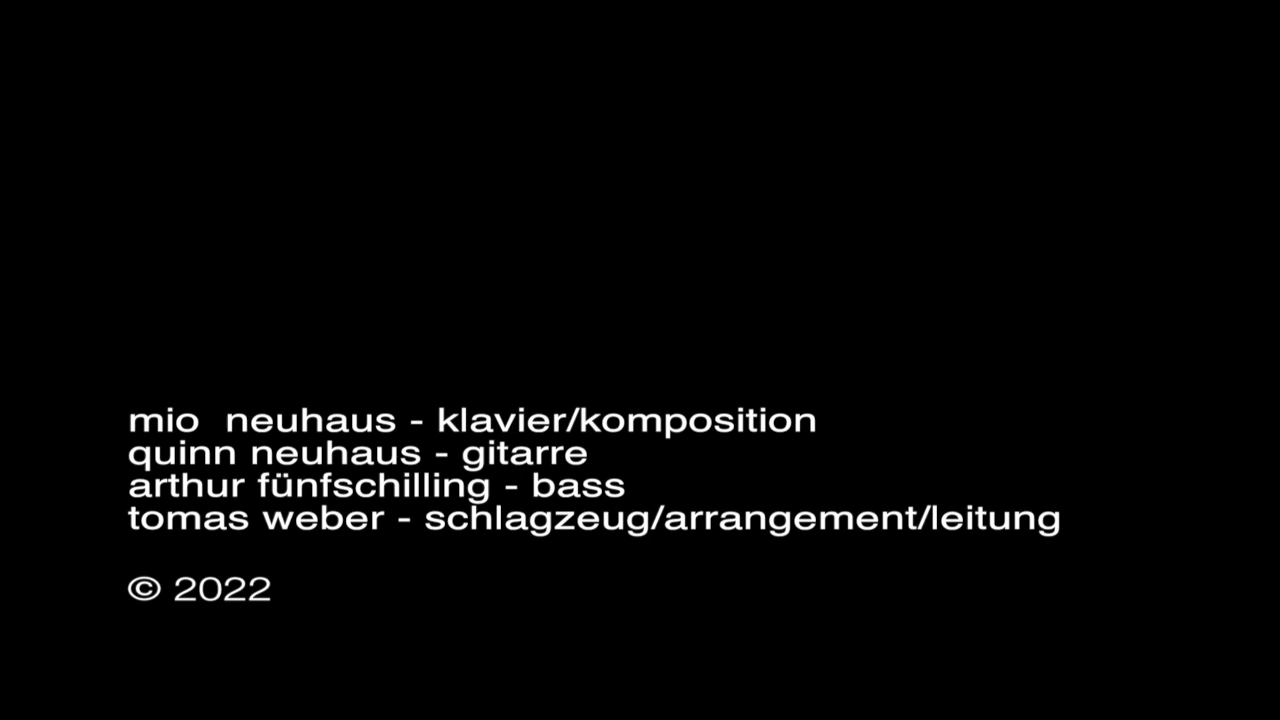 mio  neuhaus - klavier/komposition
quinn neuhaus - gitarre
arthur fünfschilling - bass
tomas weber - schlagzeug/arrangement/leitung
© 2022